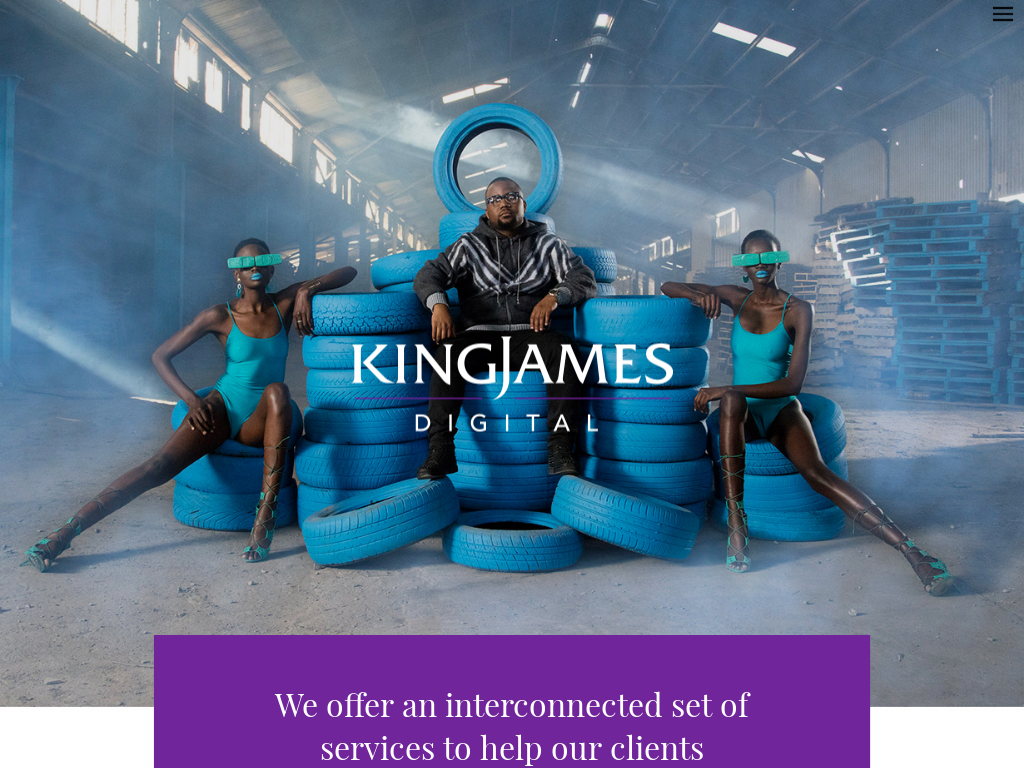 KINGJAMES
DIGITAL
We offer an interconnected set of
services to help our clients